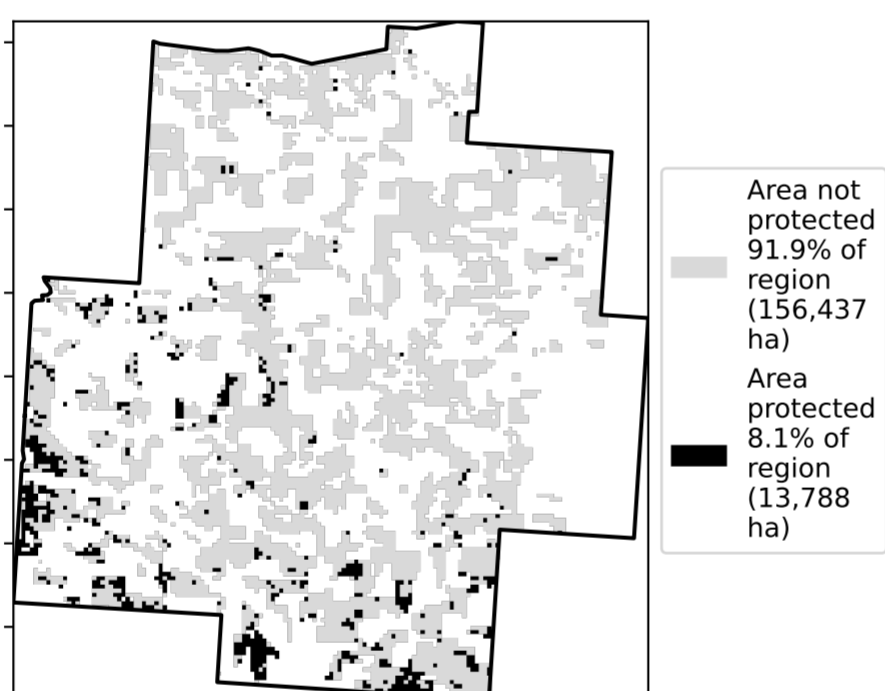 Area not
protected
91.9% of
region
(156,437
ha)
Area
protected
8.1% of
region
(13,788
ha)